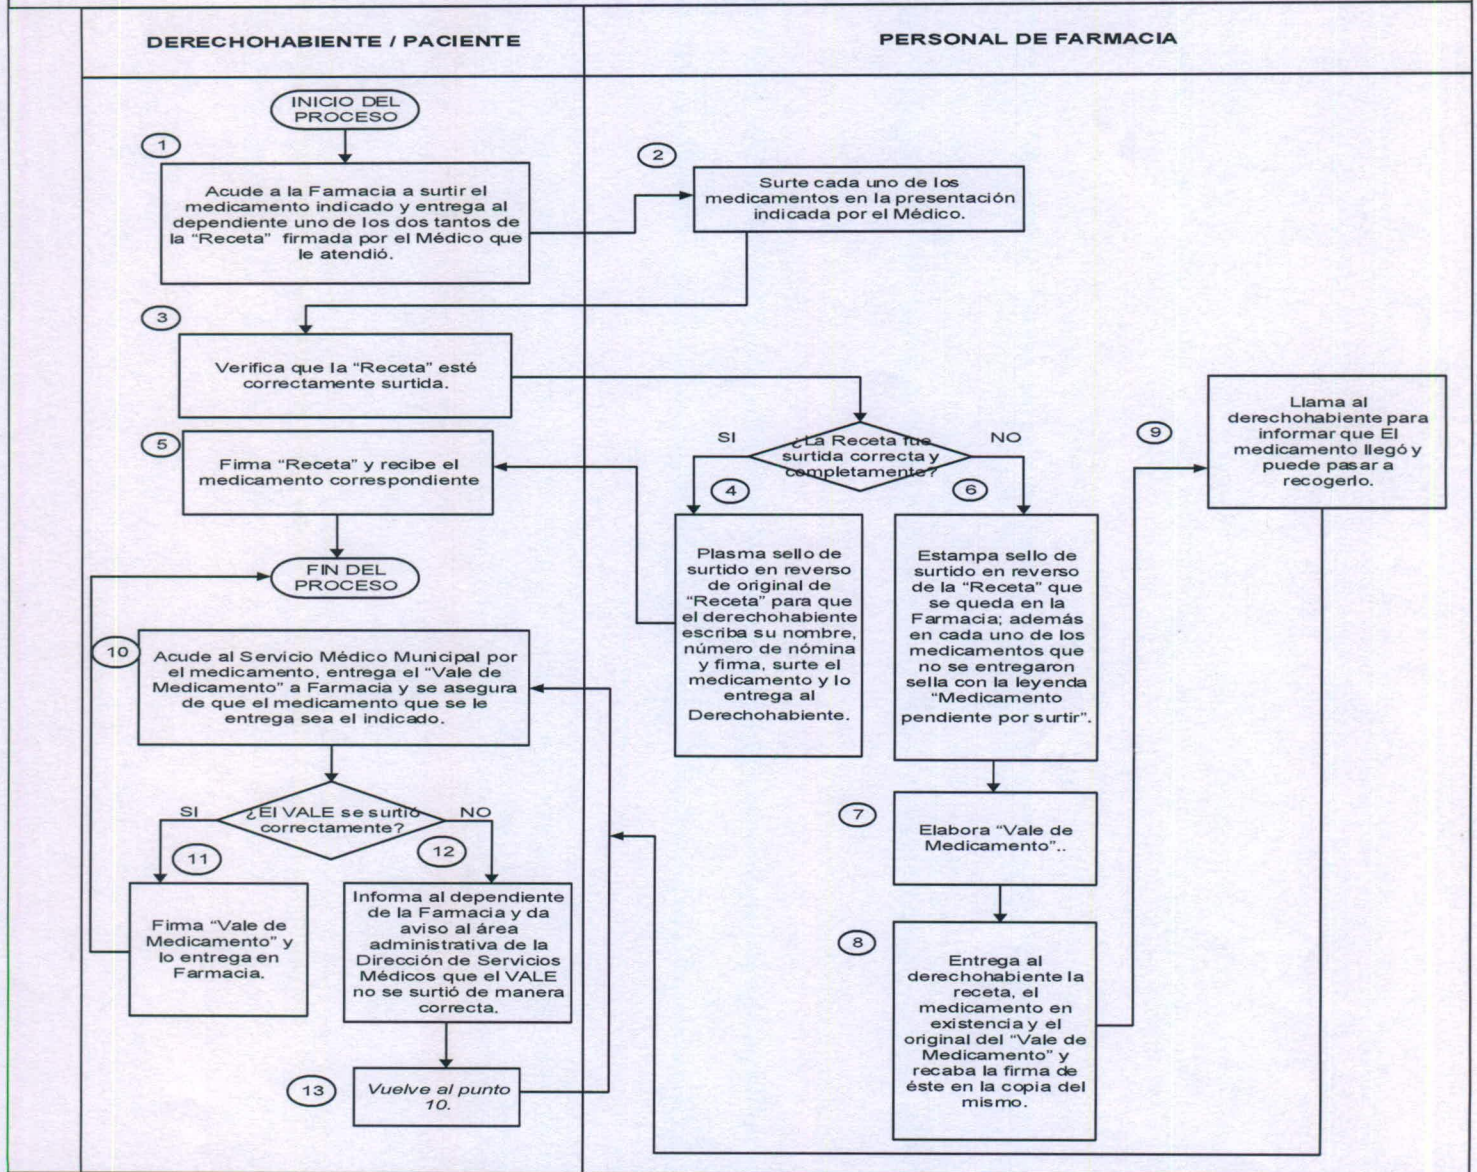 DERECHOHABIENTE / PACIENTE
PERSONAL DE FARMACIA
INICIO DEL
PROCESO
1
Acude a la Farmacia a surtir el
medicamento indicado y entrega al
dependiente uno de los dos tantos de
la "Receta" firmada por el Médico que
le atendió.
2
Surte cada uno de los
medicamentos en la presentación
indicada por el Médico.
3
Verifica que la "Receta" esté
correctamente surtida.
¿La Receta fue
surtida correcta y
completamente?
SI
NO
4
Plasma sello de
surtido en reverso
de original de
"Receta" para que
el derechohabiente
escriba su nombre,
número de nómina
y firma, surte el
medicamento y lo
entrega al
Derechohabiente.
5
Firma "Receta" y recibe el
medicamento correspondiente
FIN DEL
PROCESO
6
Estampa sello de
surtido en reverso
de la "Receta" que
se queda en la
Farmacia; además
en cada uno de los
medicamentos que
no se entregaron
sella con la leyenda
"Medicamento
pendiente por surtir".
7
Elabora "Vale de
Medicamento"..
8
Entrega al
derechohabiente la
receta, el
medicamento en
existencia y el
original del "Vale de
Medicamento" y
recaba la firma de
éste en la copia del
mismo.
9
Llama al
derechohabiente para
informar que El
medicamento llegó y
puede pasar a
recogerlo.
10
Acude al Servicio Médico Municipal por
el medicamento, entrega el "Vale de
Medicamento" a Farmacia y se asegura
de que el medicamento que se le
entrega sea el indicado.
¿El VALE se surtió
correctamente?
SI
NO
11
Firma "Vale de
Medicamento" y
lo entrega en
Farmacia.
12
Informa al dependiente
de la Farmacia y da
aviso al área
administrativa de la
Dirección de Servicios
Médicos que el VALE
no se surtió de manera
correcta.
13
Vuelve al punto
10.